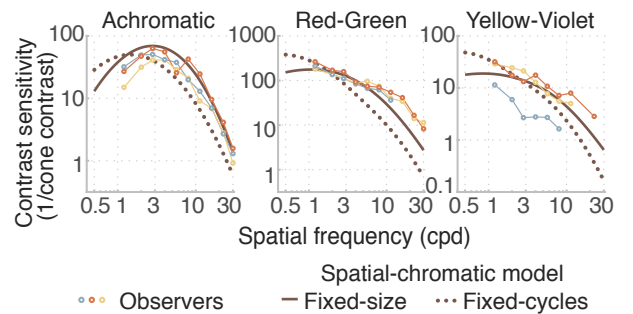 Achromatic Red-Green Yellow-Violet
Contrast sensitivity
(1/cone contrast)
100
10
1
0.5 1 3 10 30
1000
100
10
1
0.5 1 3 10 30
100
10
1
0.1
0.5 1 3 10 30
Spatial frequency (cpd)
Spatial-chromatic model
Observers Fixed-size Fixed-cycles